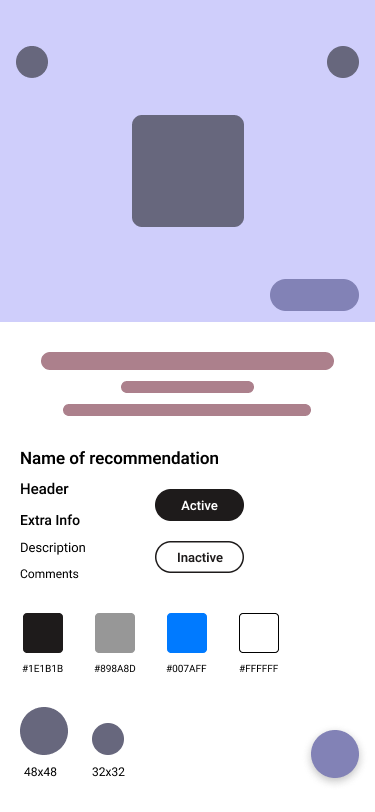 Name of recommendation
Header
Extra Info
Description
Comments
Active
Inactive
#1E1B1B
#898A8D
#007AFF
#FFFFFF
48x48
32x32